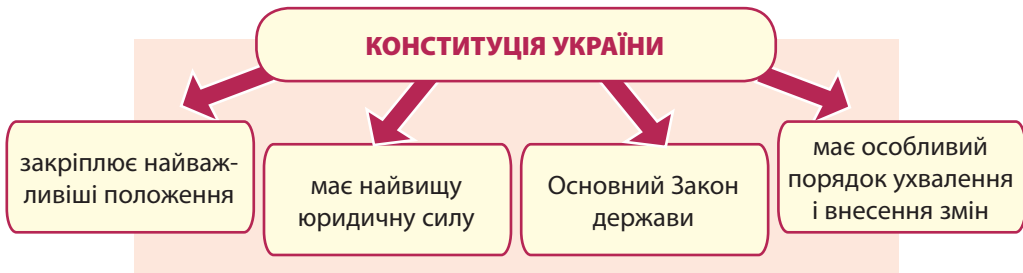 КОНСТИТУЦІЯ УКРАЇНИ
закріплює найваж-
ливіші положення
має найвищу
юридичну силу
Основний Закон
держави
має особливий
порядок ухвалення
і внесення змін